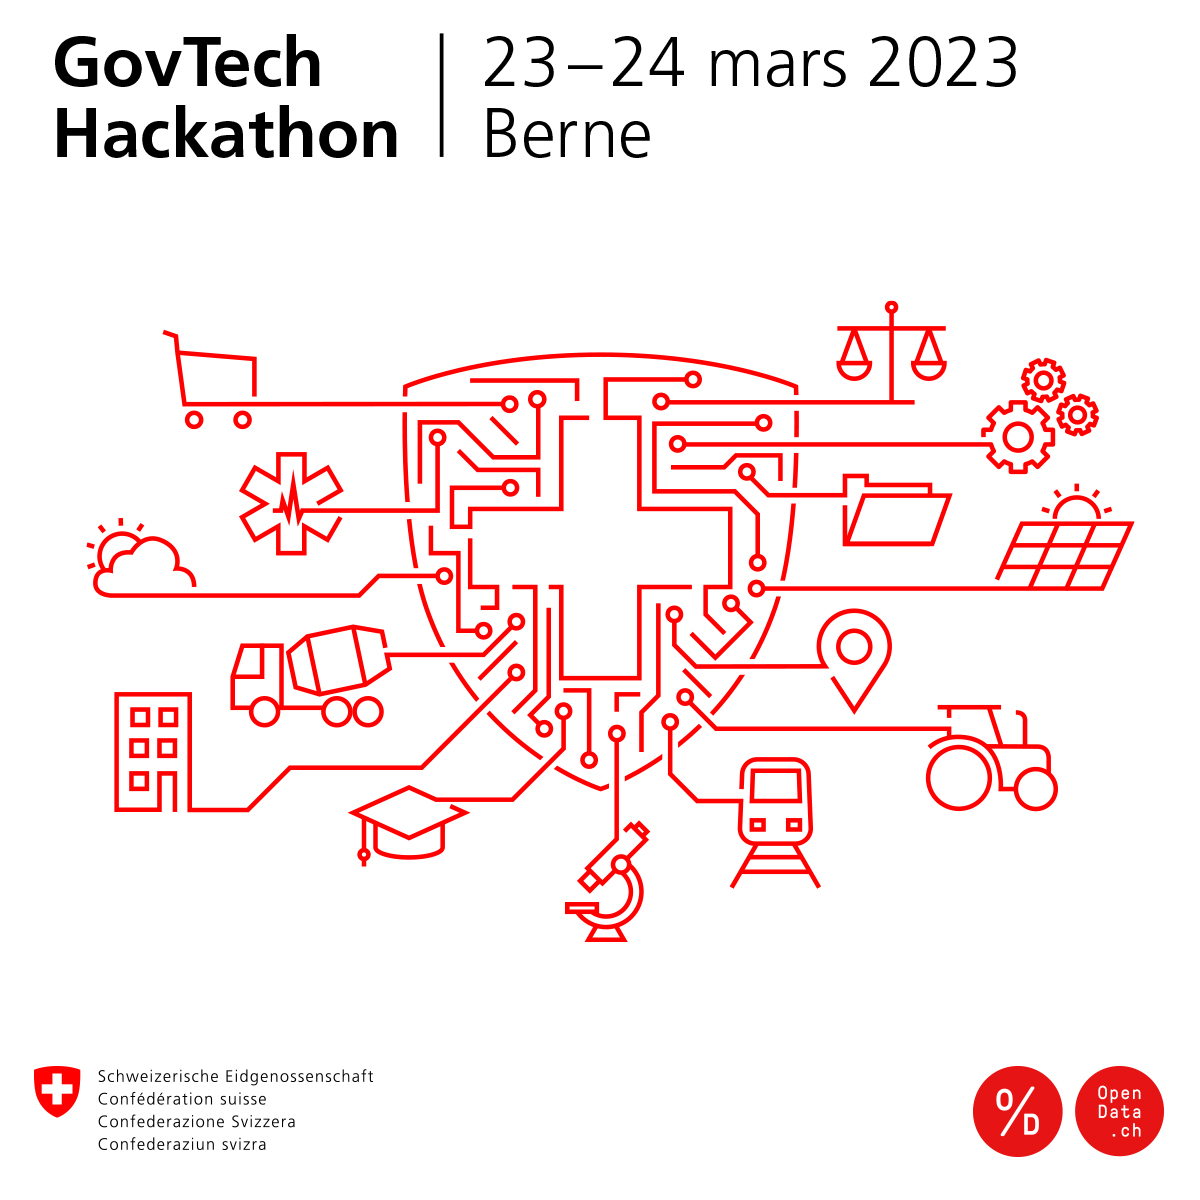 GovTech
Hackathon
23–24 mars 2023
Berne
Schweizerische Eidgenossenschaft
Confédération suisse
Confederazione Svizzera
Confederaziun svizra
O/D
Open
Data
.ch